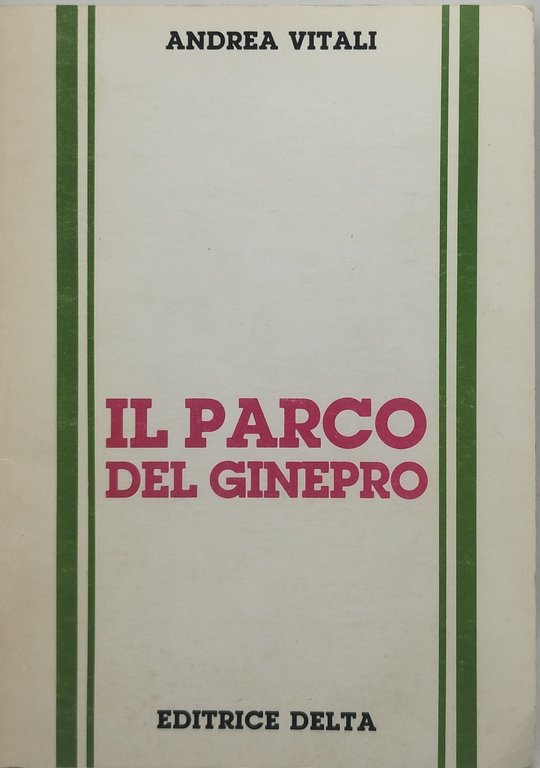 ANDREA VITALI
IL PARCO
DEL GINEPRO
EDITRICE DELTA